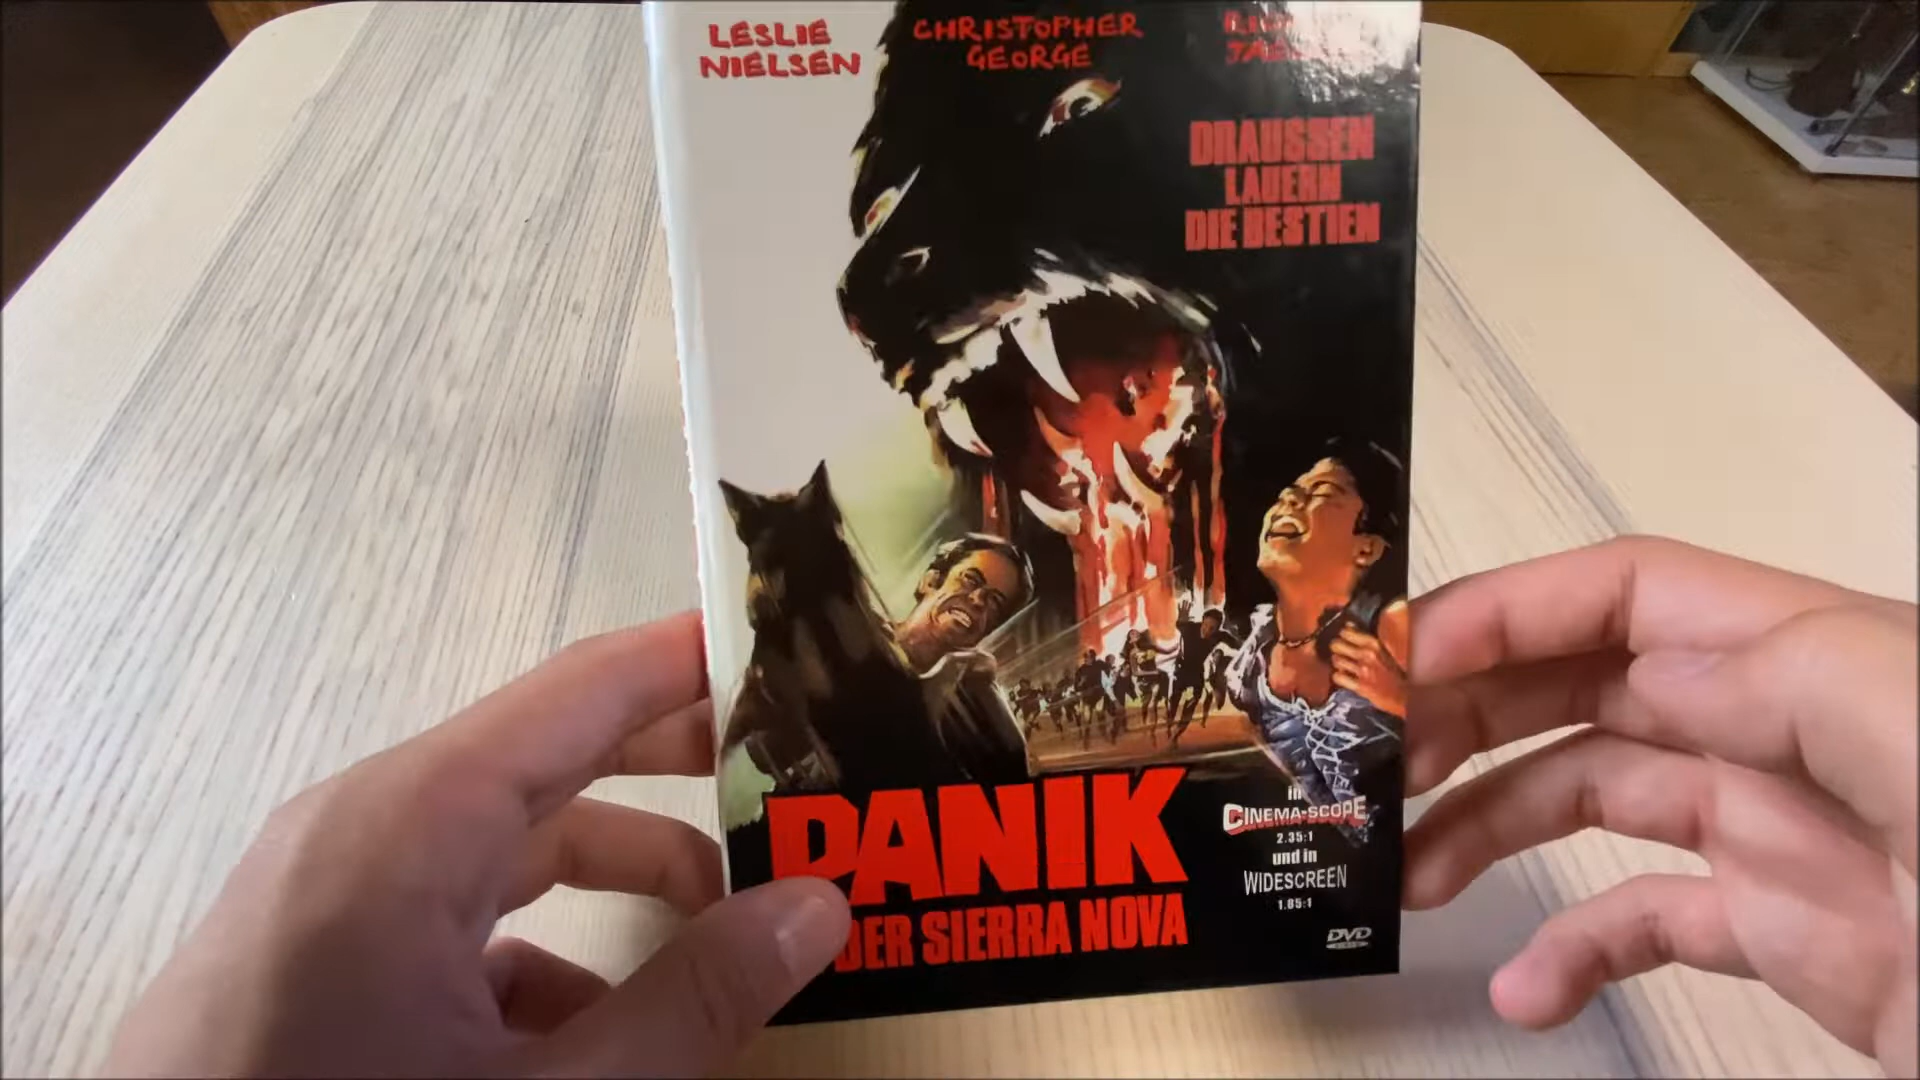 LESLIE
NIELSEN
CHRISTOPHER
GEORGE
DRAUSSEN
LAUERN
DIE BESTIEN
PANIK
DER SIERRA NOVA
in
CINEMA-SCOPE
2.35:1
und in
WIDESCREEN
1.85:1
DVD